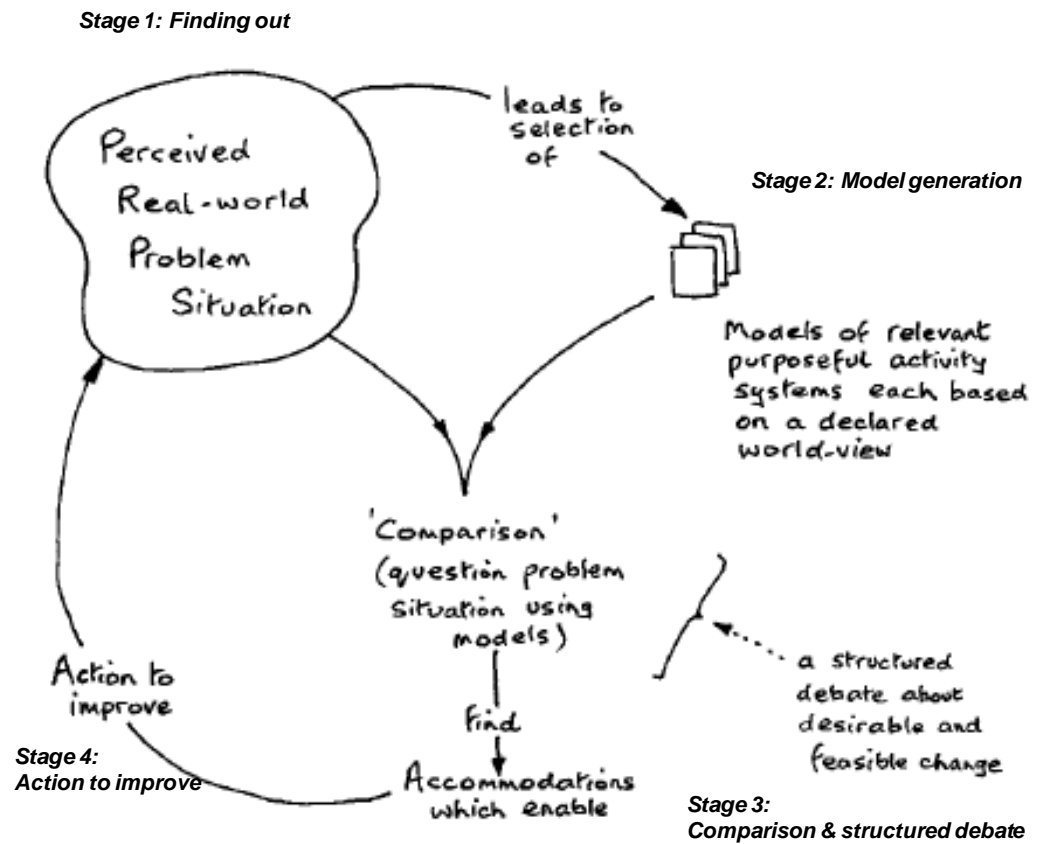 Stage 1: Finding out
Perceived
Real-world
Problem
Situation
leads to
selection
of
Stage 2: Model generation
Models of relevant
purposeful activity
systems each based
on a declared
world-view
'Comparison'
(question problem
situation using
models)
find
Accommodations
which enable
a structured
debate about
desirable and
feasible change
Stage 3:
Comparison & structured debate
Action to
improve
Stage 4:
Action to improve